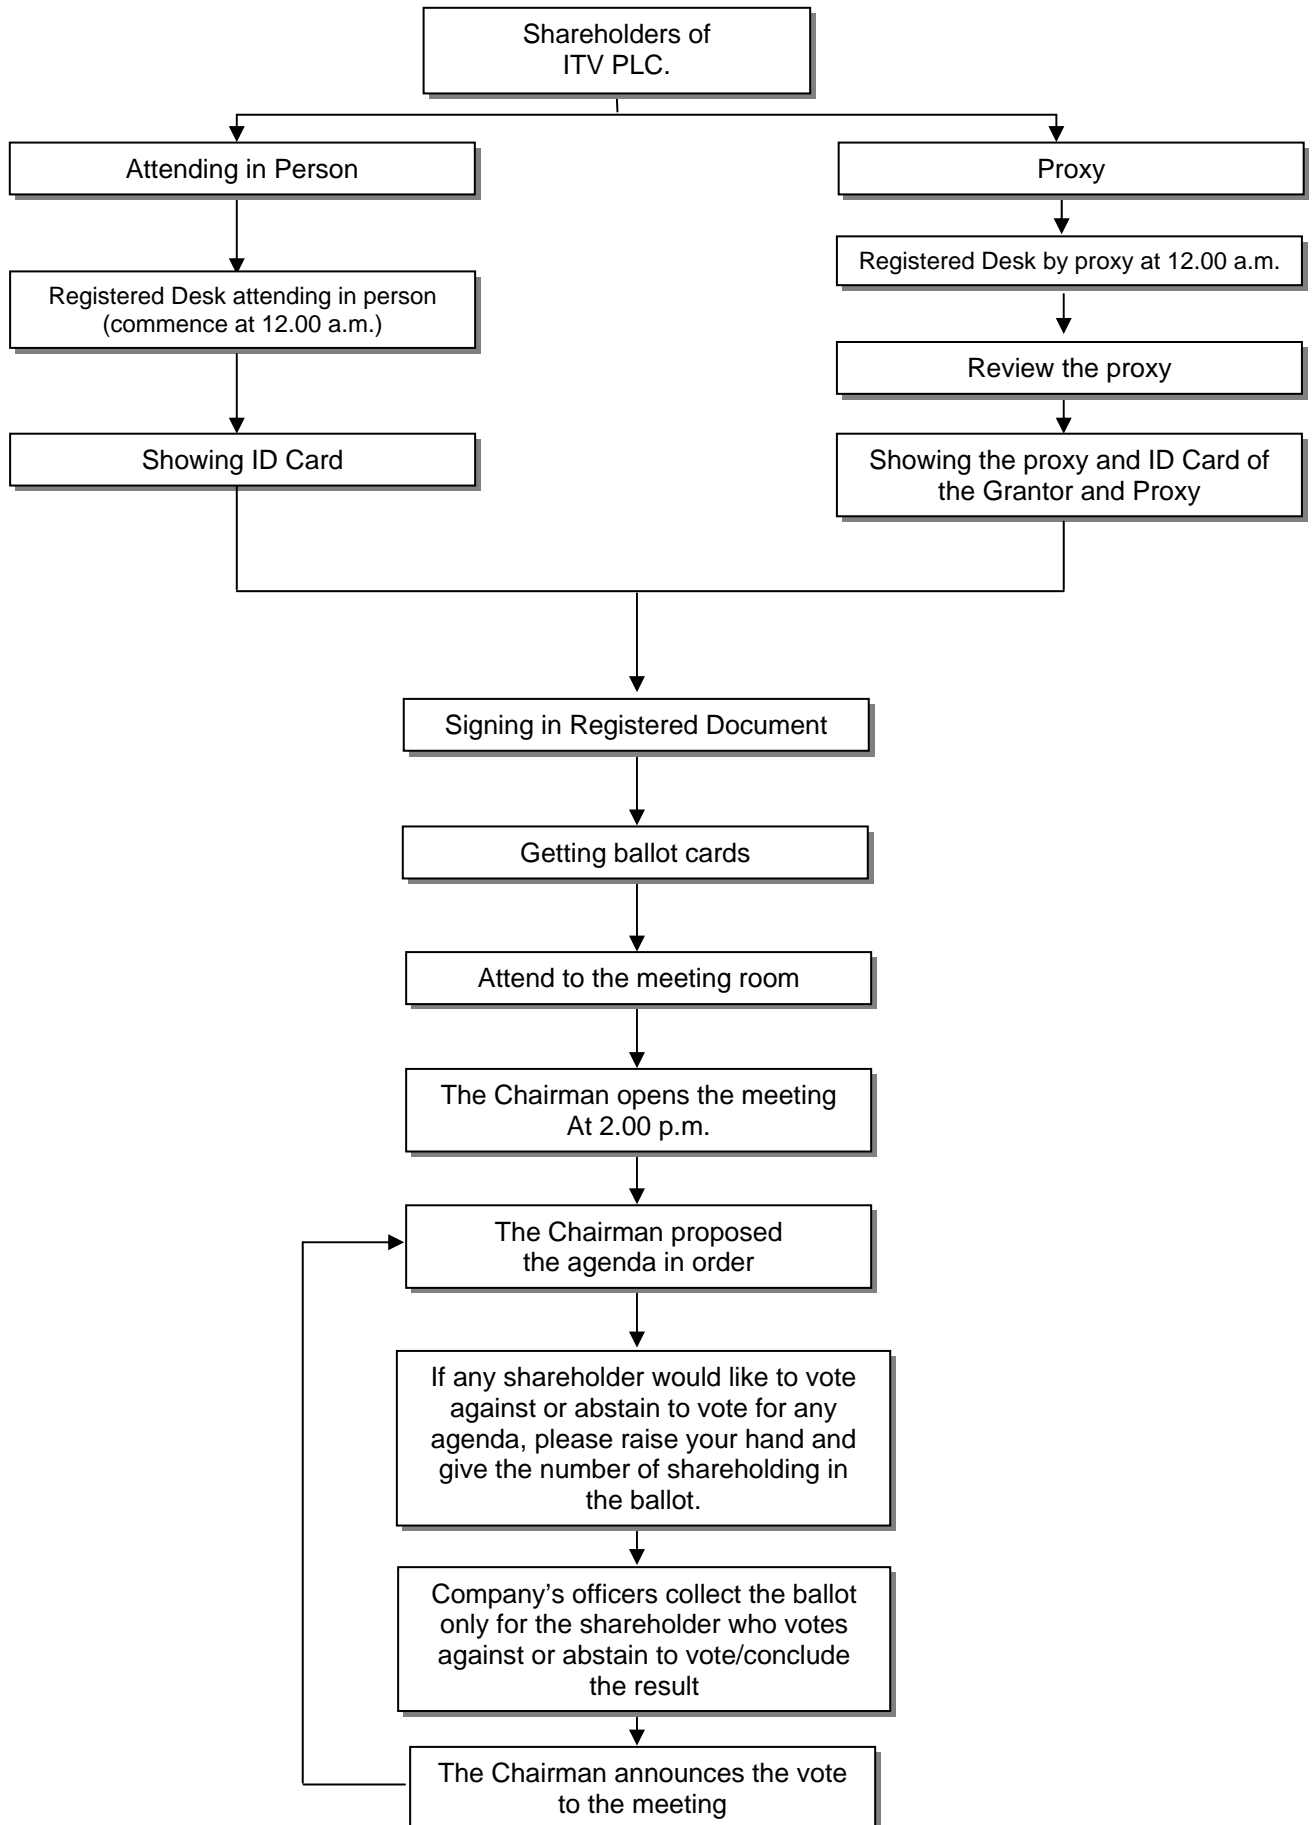 Shareholders of
ITV PLC.
Attending in Person
Proxy
Registered Desk by proxy at 12.00 a.m.
Registered Desk attending in person
(commence at 12.00 a.m.)
Review the proxy
Showing ID Card
Showing the proxy and ID Card of
the Grantor and Proxy
Signing in Registered Document
Getting ballot cards
Attend to the meeting room
The Chairman opens the meeting
At 2.00 p.m.
The Chairman proposed
the agenda in order
If any shareholder would like to vote
against or abstain to vote for any
agenda, please raise your hand and
give the number of shareholding in
the ballot.
Company’s officers collect the ballot
only for the shareholder who votes
against or abstain to vote/conclude
the result
The Chairman announces the vote
to the meeting